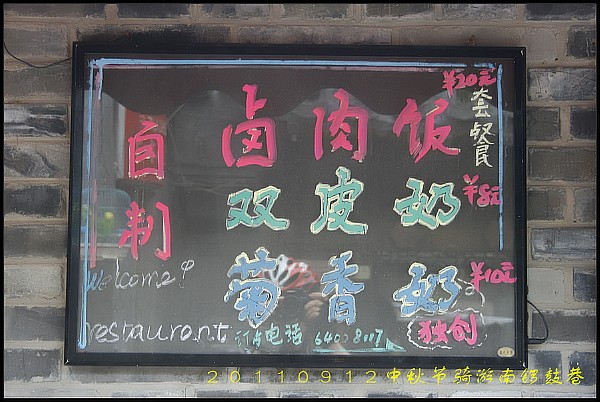 自制
卤肉饭 ¥20元 套餐
双皮奶 ¥8元
菊香奶 ¥10元
独创
Welcome
restaurant 订点电话 64008117
20110912中秋节骑游南锣鼓巷